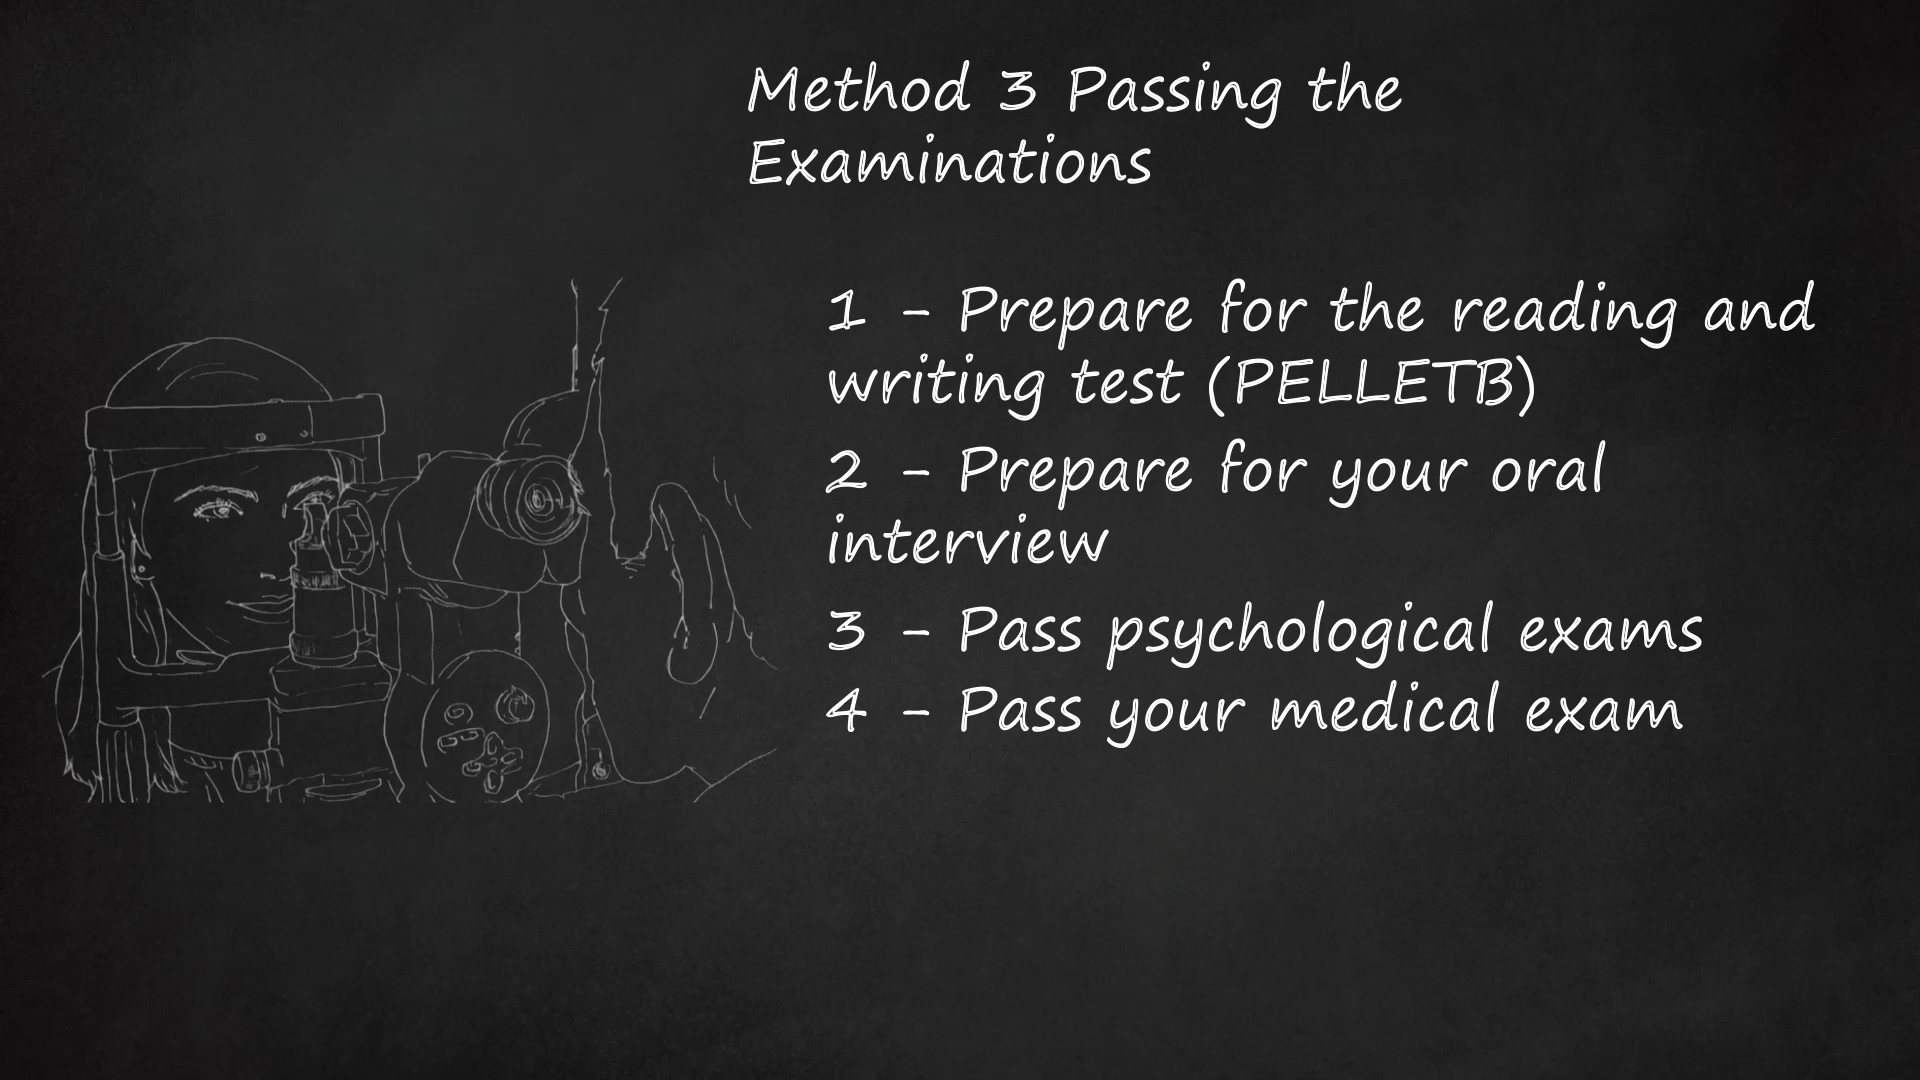 Method 3 Passing the
Examinations
1 - Prepare for the reading and
writing test (PELLETB)
2 - Prepare for your oral
interview
3 - Pass psychological exams
4 - Pass your medical exam